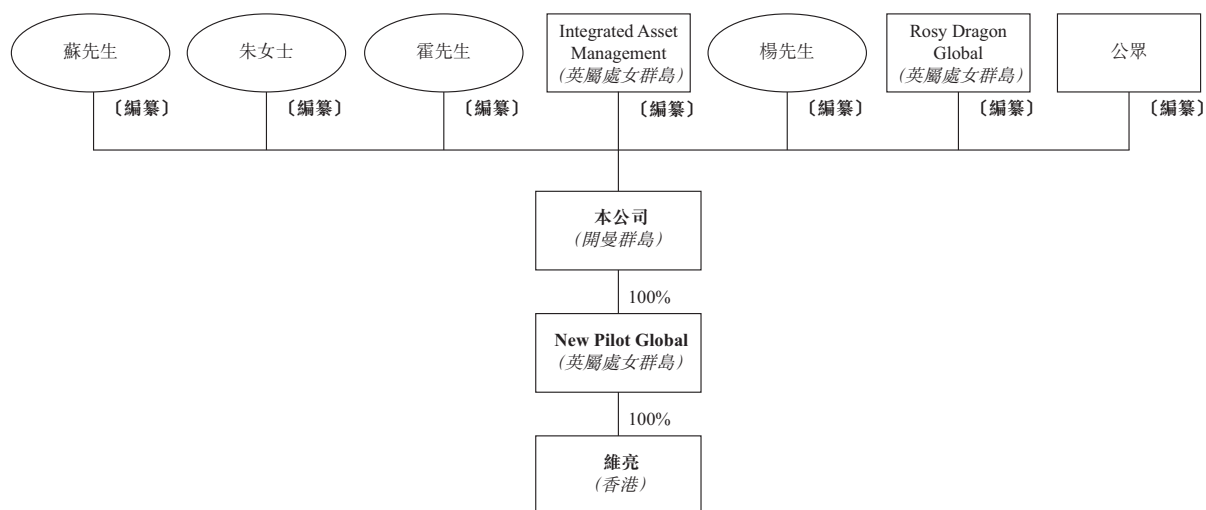 蘇先生
朱女士
霍先生
Integrated Asset
Management
(英屬處女群島)
楊先生
Rosy Dragon
Global
(英屬處女群島)
公眾
〔編纂〕
〔編纂〕
〔編纂〕
〔編纂〕
〔編纂〕
〔編纂〕
〔編纂〕
本公司
(開曼群島)
100%
New Pilot Global
(英屬處女群島)
100%
維亮
(香港)